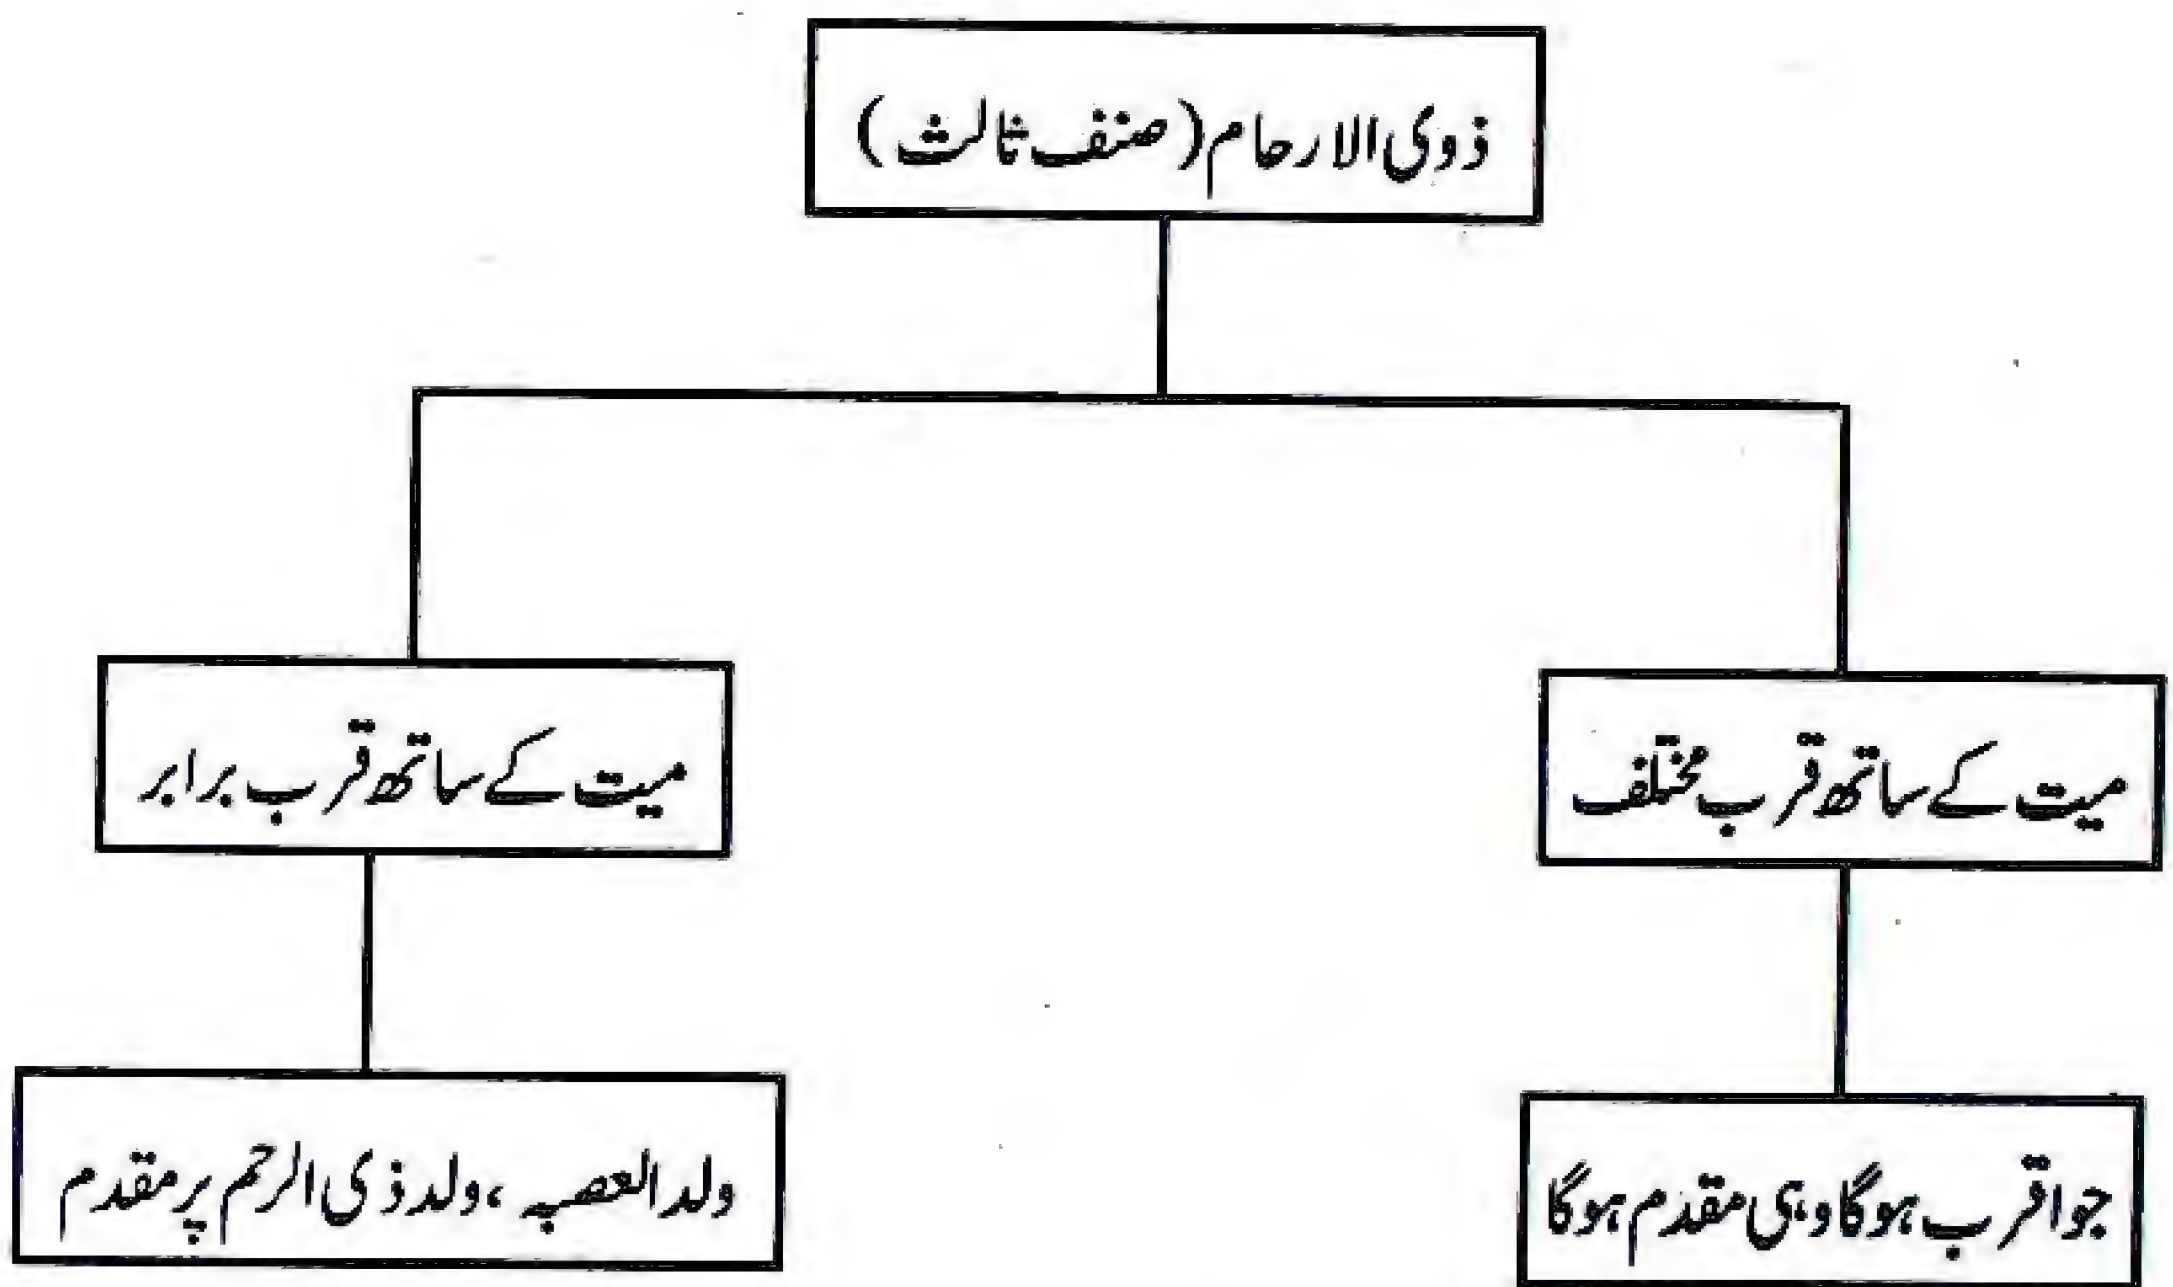 ذوی الارحام (صنف ثالث)
میت کے ساتھ قرب مختلف
میت کے ساتھ قرب برابر
جو اقرب ہوگا وہی مقدم ہوگا
ولد العصبہ، ولد ذی الرحم پر مقدم